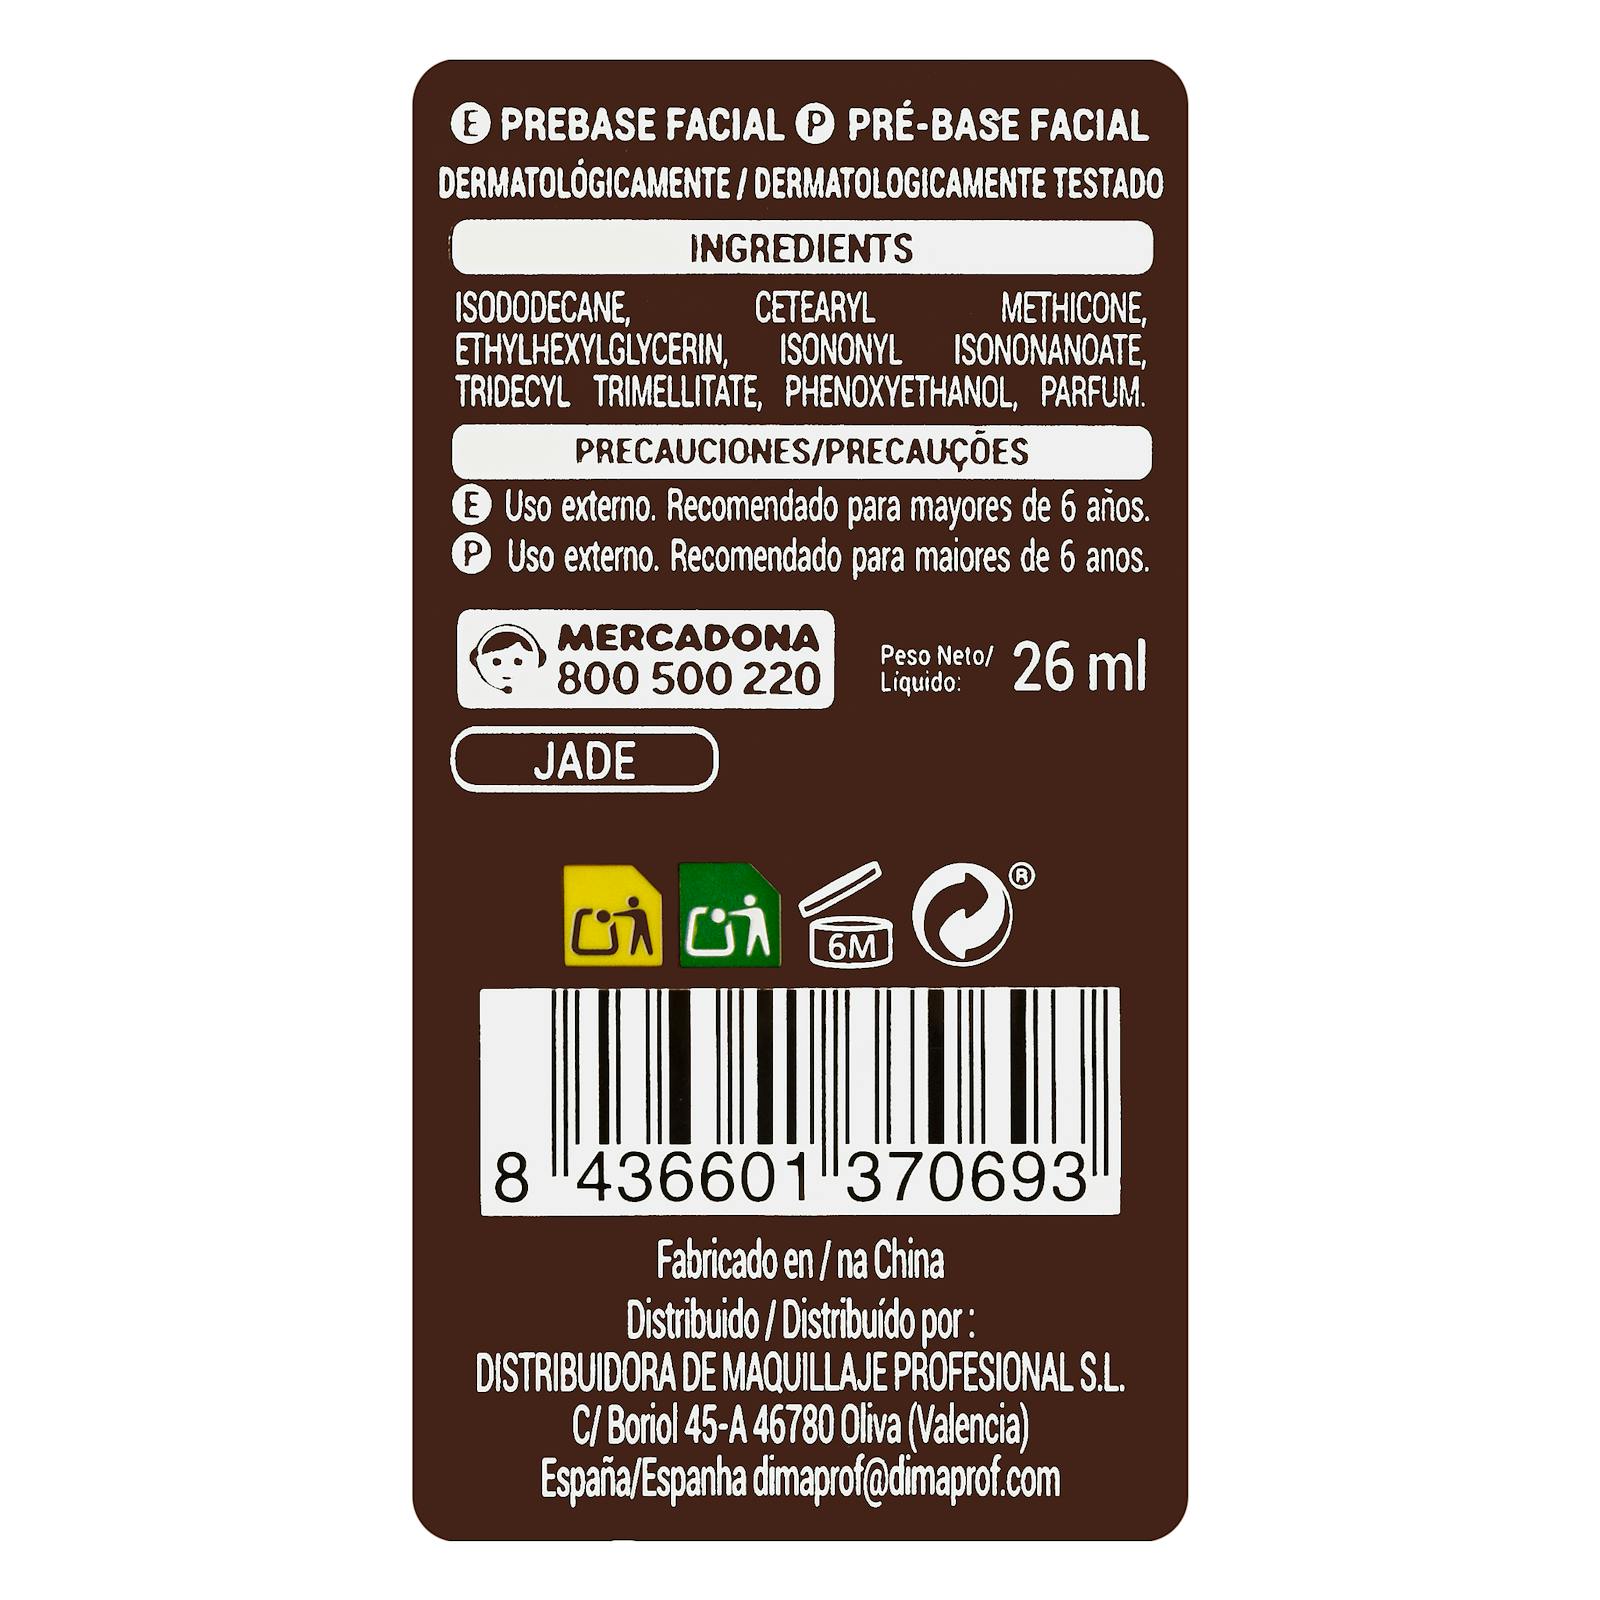 E PREBASE FACIAL P PRÉ-BASE FACIAL
DERMATOLÓGICAMENTE / DERMATOLOGICAMENTE TESTADO
INGREDIENTS
ISODODECANE, CETEARYL METHICONE,
ETHYLHEXYLGLYCERIN, ISONONYL ISONONANOATE,
TRIDECYL TRIMELLITATE, PHENOXYETHANOL, PARFUM.
PRECAUCIONES/PRECAUÇÕES
E Uso externo. Recomendado para mayores de 6 años.
P Uso externo. Recomendado para maiores de 6 anos.
MERCADONA
800 500 220
Peso Neto/
Líquido: 26 ml
JADE
6M ®
8 436601 370693
Fabricado en / na China
Distribuido / Distribuído por :
DISTRIBUIDORA DE MAQUILLAJE PROFESIONAL S.L.
C/ Boriol 45-A 46780 Oliva (Valencia)
España/Espanha dimaprof@dimaprof.com